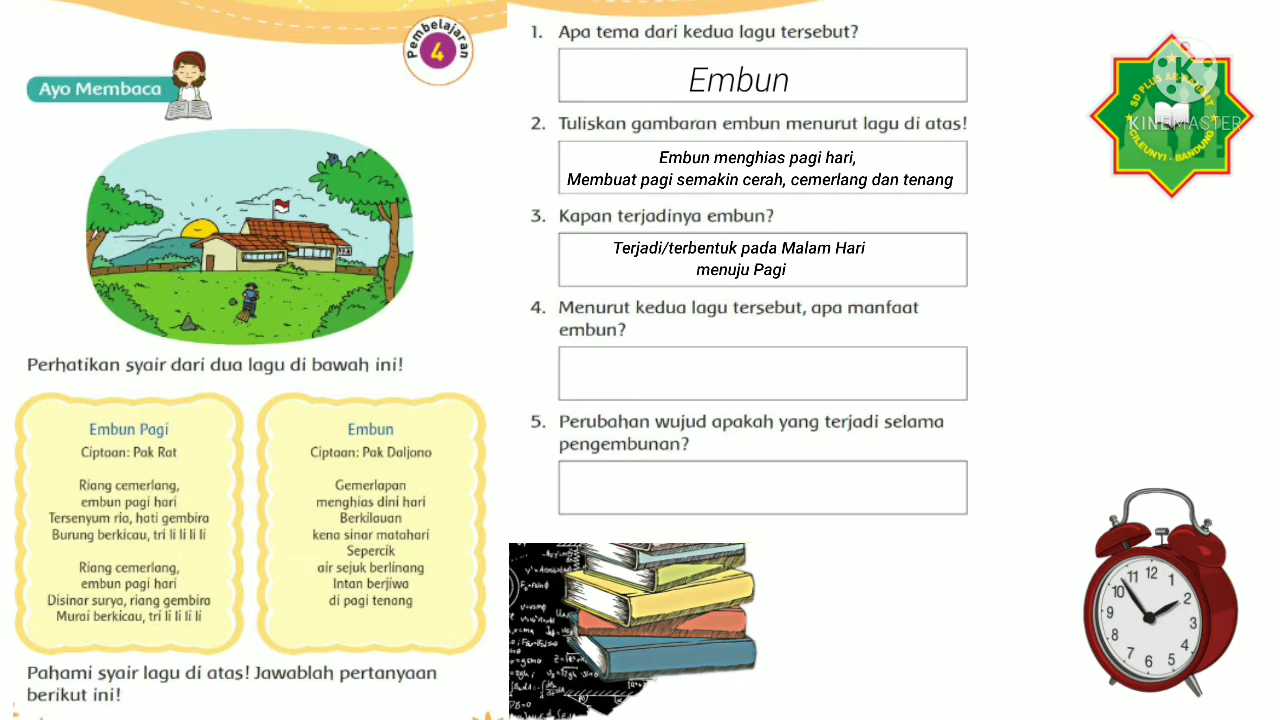 Pembelajaran
4
Ayo Membaca
Perhatikan syair dari dua lagu di bawah ini!
Embun Pagi
Ciptaan: Pak Rat
Riang cemerlang,
embun pagi hari
Tersenyum ria, hati gembira
Burung berkicau, tri li li li li
Riang cemerlang,
embun pagi hari
Disinar surya, riang gembira
Murai berkicau, tri li li li li
Embun
Ciptaan: Pak Daljono
Gemerlapan
menghias dini hari
Berkilauan
kena sinar matahari
Sepercik
air sejuk berlinang
Intan berjiwa
di pagi tenang
Pahami syair lagu di atas! Jawablah pertanyaan
berikut ini!
1. Apa tema dari kedua lagu tersebut?
Embun
2. Tuliskan gambaran embun menurut lagu di atas!
Embun menghias pagi hari,
Membuat pagi semakin cerah, cemerlang dan tenang
3. Kapan terjadinya embun?
Terjadi/terbentuk pada Malam Hari
menuju Pagi
4. Menurut kedua lagu tersebut, apa manfaat
embun?
5. Perubahan wujud apakah yang terjadi selama
pengembunan?
SD PLUS
KINEMASTER
CILEUNYI - BANDUNG
12
1
2
3
4
5
6
7
8
9
10
11